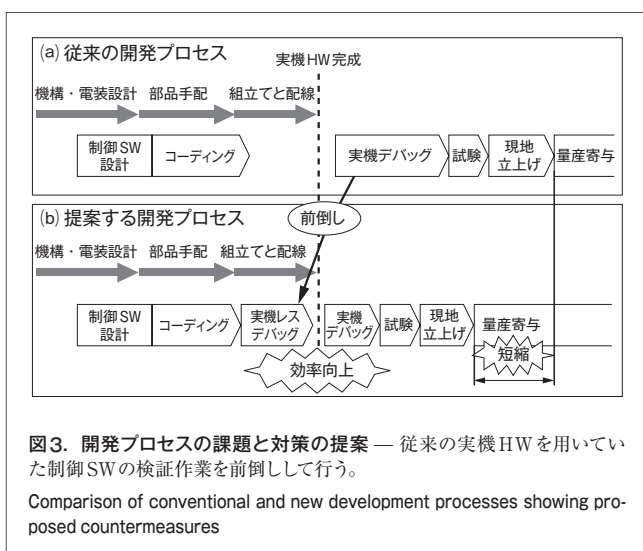 (a) 従来の開発プロセス
実機HW完成
機構・電装設計 部品手配 組立てと配線
制御SW
設計
コーディング
実機デバッグ
試験
現地
立上げ
量産寄与
(b) 提案する開発プロセス
前倒し
機構・電装設計 部品手配 組立てと配線
制御SW
設計
コーディング
実機レス
デバッグ
実機
デバッグ
試験
現地
立上げ
量産寄与
短縮
効率向上
図3. 開発プロセスの課題と対策の提案 — 従来の実機HWを用いてい
た制御SWの検証作業を前倒しして行う。
Comparison of conventional and new development processes showing pro-
posed countermeasures